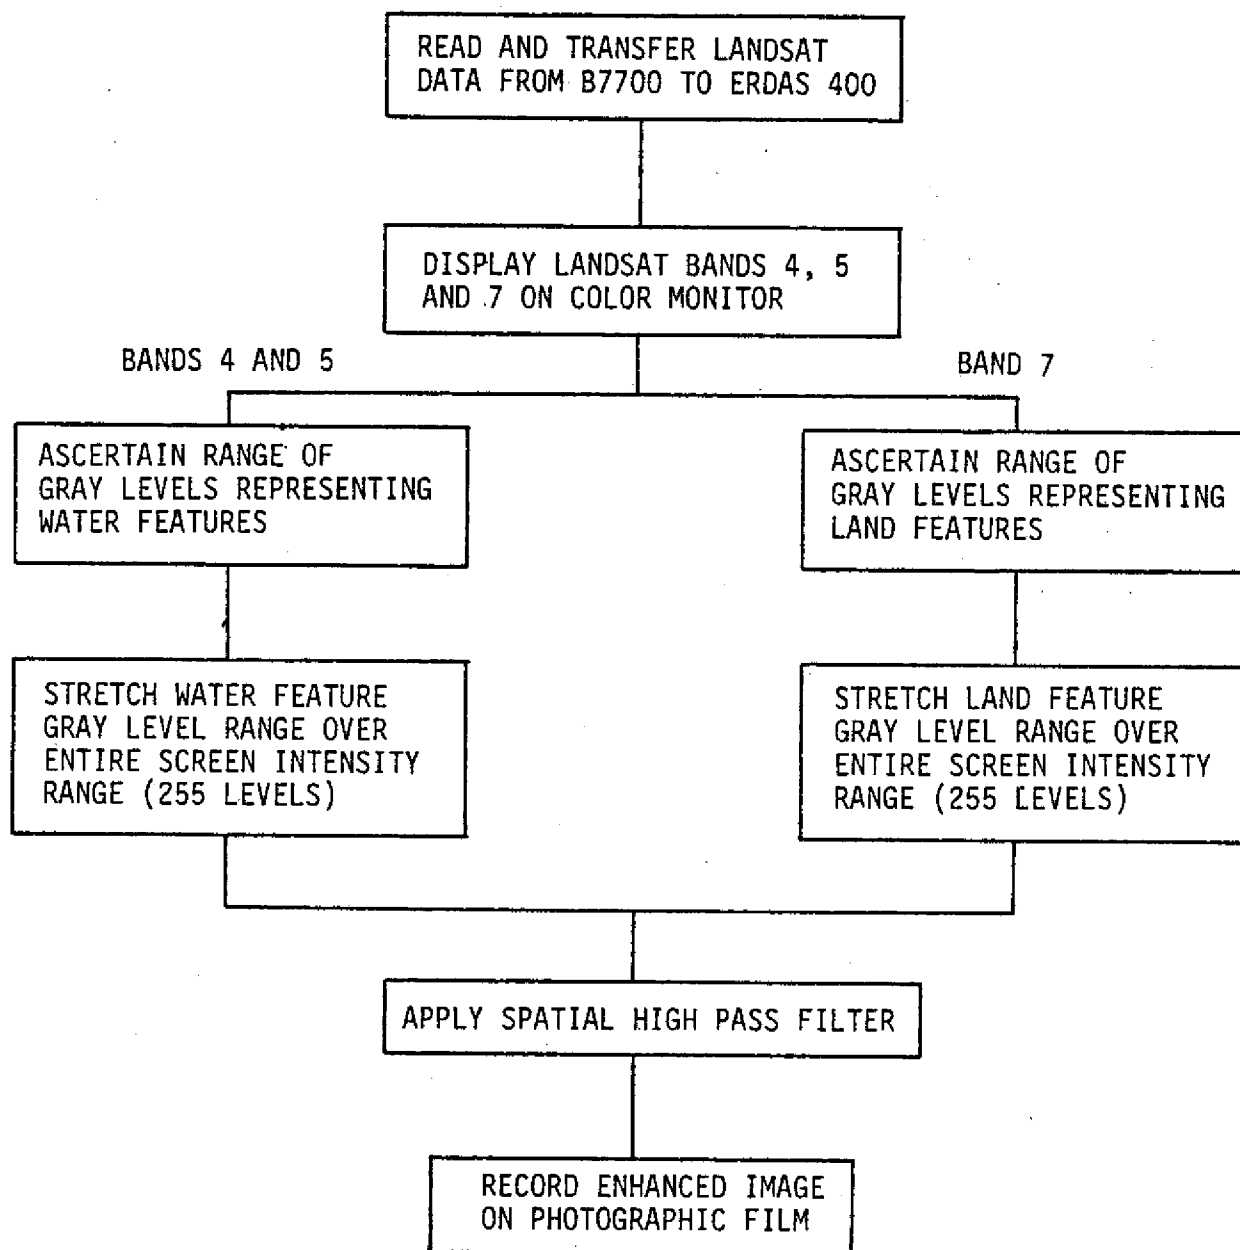 READ AND TRANSFER LANDSAT
DATA FROM B7700 TO ERDAS 400
DISPLAY LANDSAT BANDS 4, 5
AND 7 ON COLOR MONITOR
BANDS 4 AND 5
BAND 7
ASCERTAIN RANGE OF
GRAY LEVELS REPRESENTING
WATER FEATURES
ASCERTAIN RANGE OF
GRAY LEVELS REPRESENTING
LAND FEATURES
STRETCH WATER FEATURE
GRAY LEVEL RANGE OVER
ENTIRE SCREEN INTENSITY
RANGE (255 LEVELS)
STRETCH LAND FEATURE
GRAY LEVEL RANGE OVER
ENTIRE SCREEN INTENSITY
RANGE (255 LEVELS)
APPLY SPATIAL HIGH PASS FILTER
RECORD ENHANCED IMAGE
ON PHOTOGRAPHIC FILM